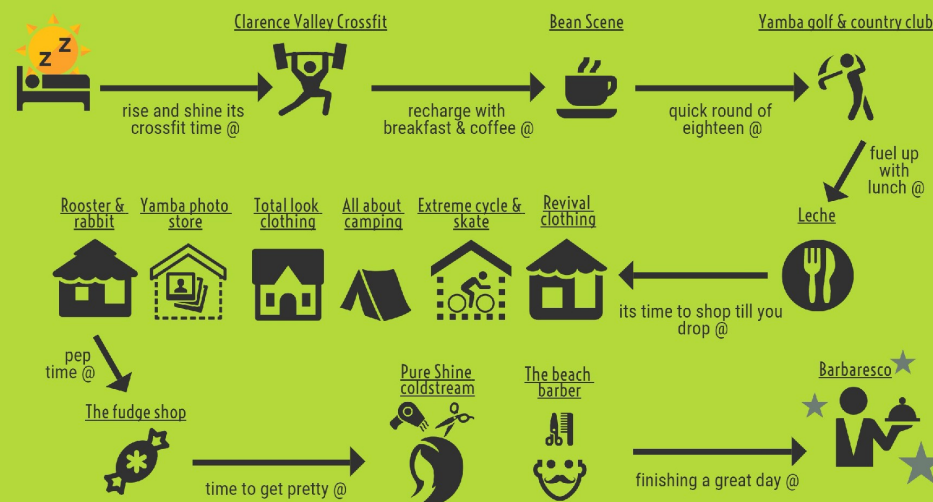 Clarence Valley Crossfit
Bean Scene
Yamba golf & country club
Z
Z
rise and shine its
crossfit time @
recharge with
breakfast & coffee @
quick round of
eighteen @
fuel up
with
lunch @
Rooster &
rabbit
Yamba photo
store
Total look
clothing
All about
camping
Extreme cycle &
skate
Revival
clothing
Leche
its time to shop till you
drop @
pep
time @
The fudge shop
Pure Shine
coldstream
The beach
barber
Barbaresco
time to get pretty @
finishing a great day @